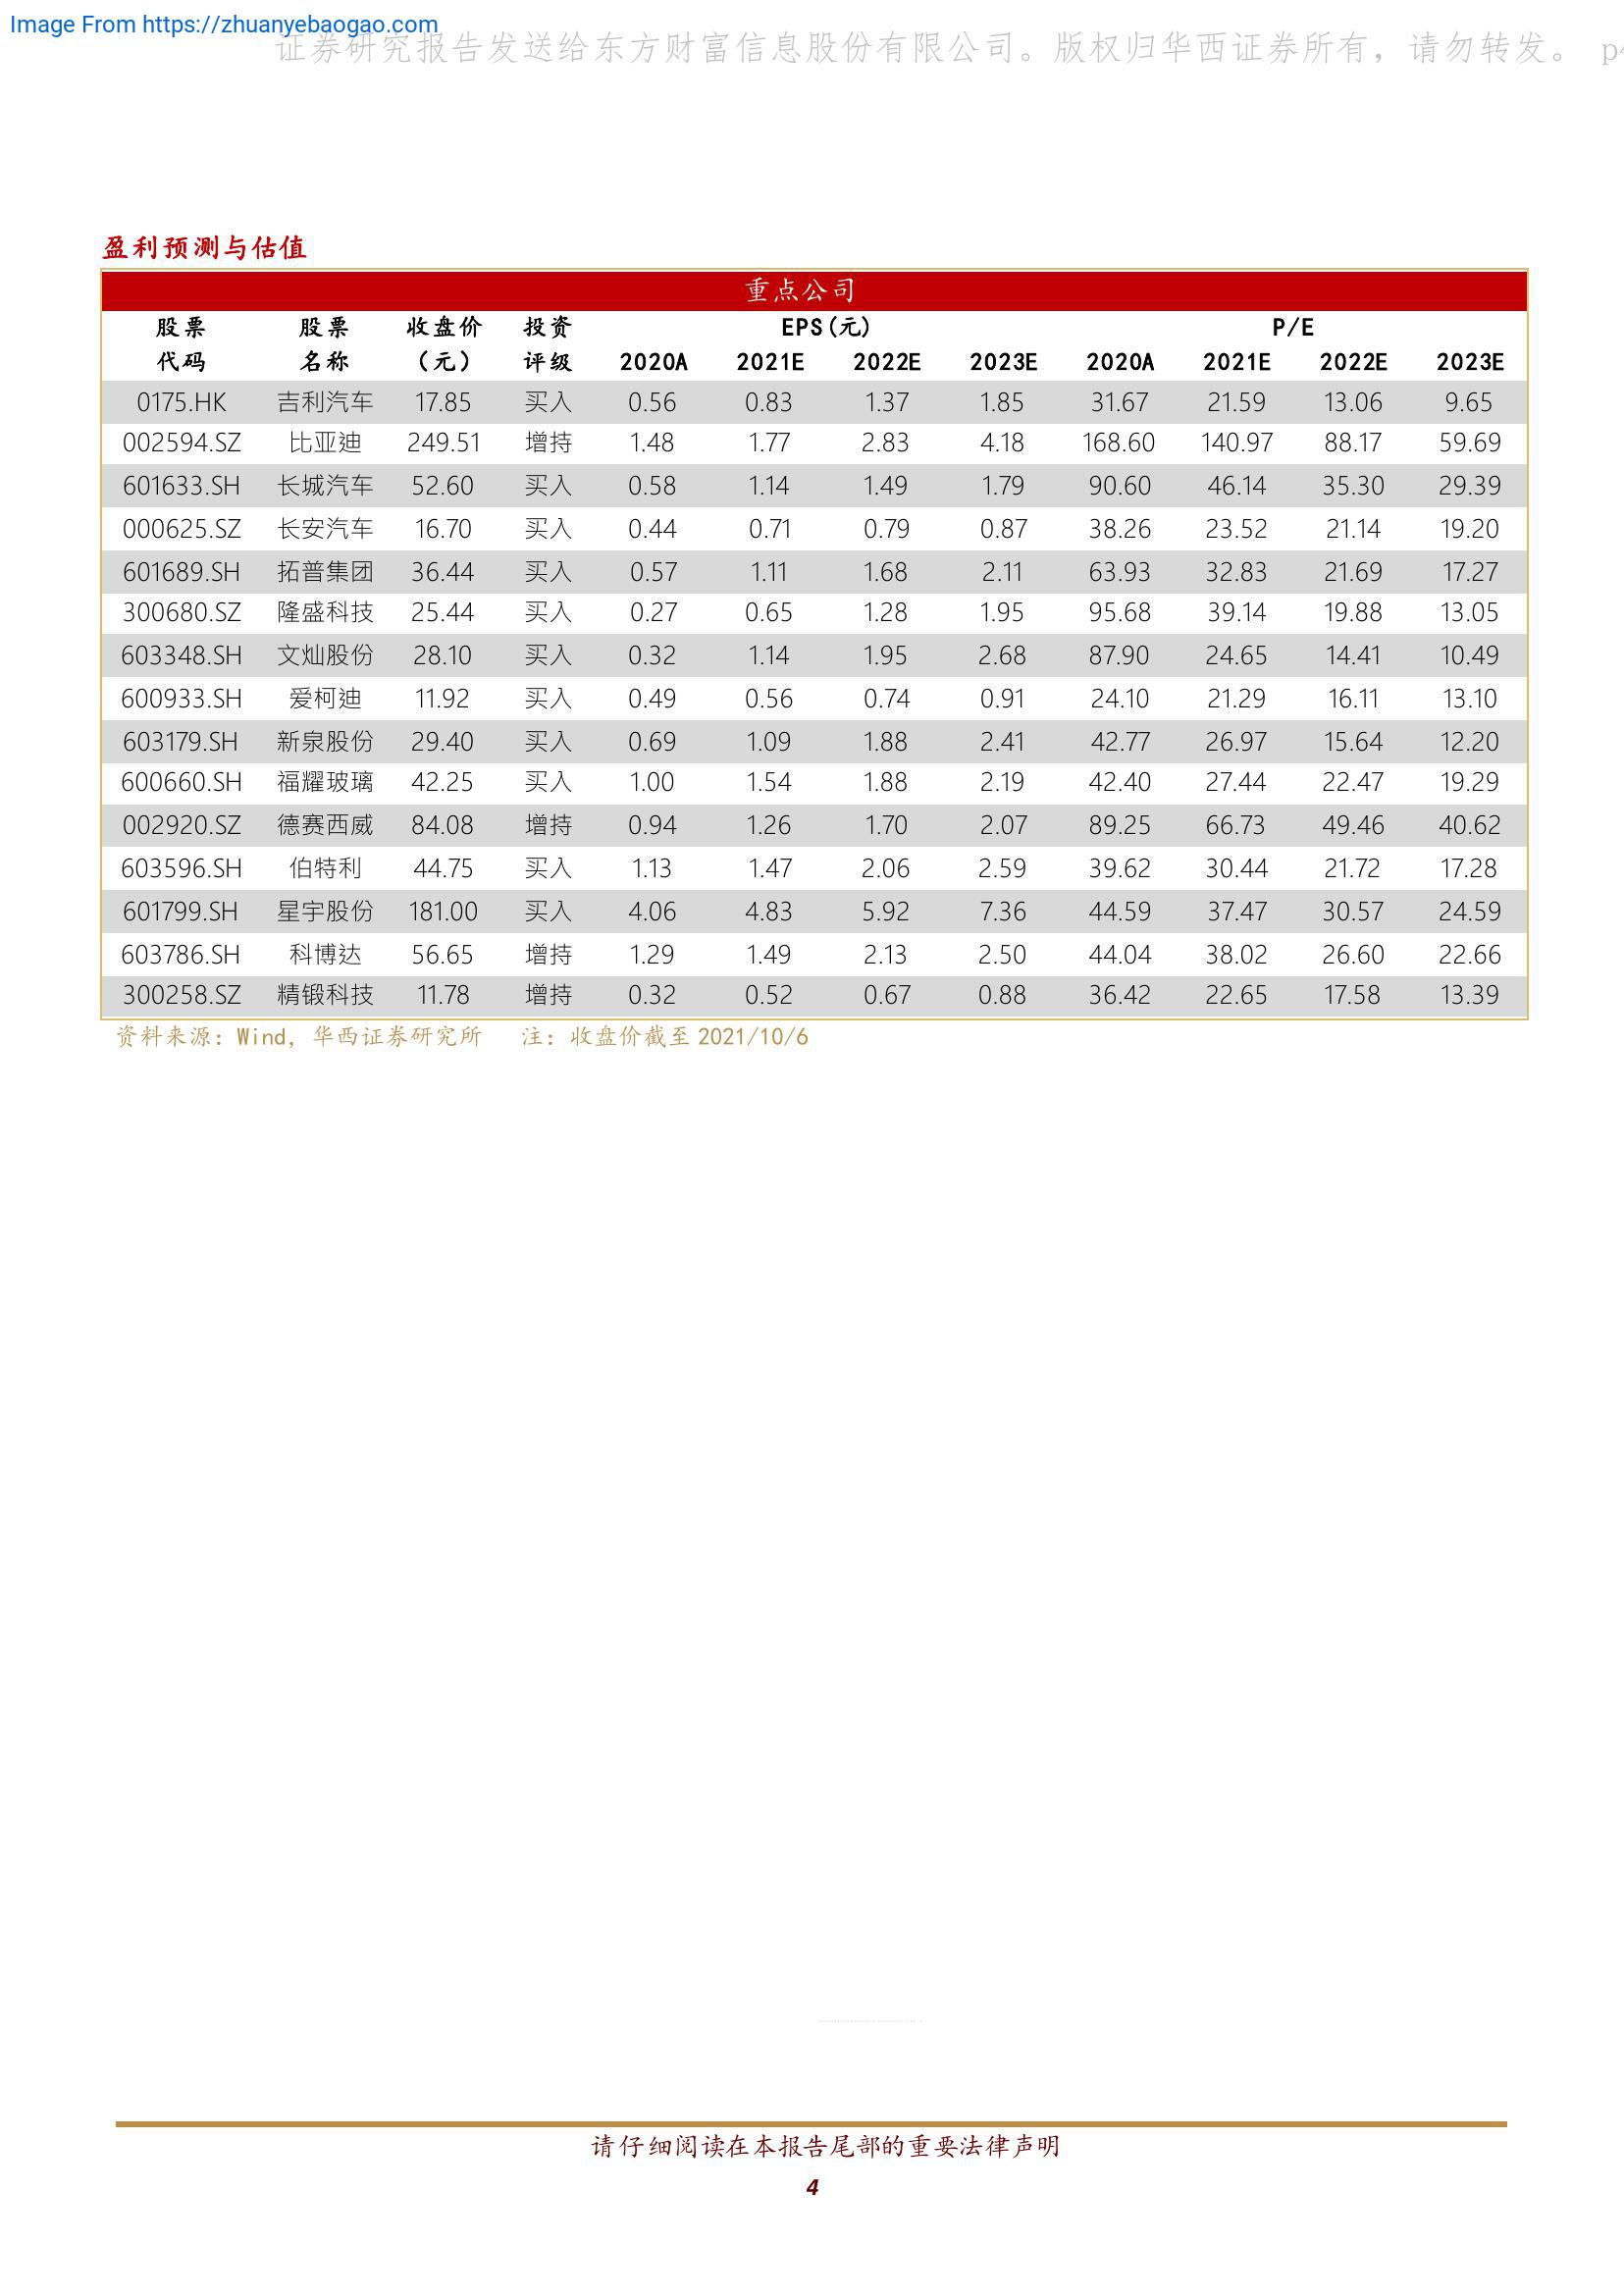 Image From https://zhuanyebaogao.com
证券研究报告发送给东方财富信息股份有限公司。版权归华西证券所有，请勿转发。 p4
盈利预测与估值
重点公司
股票 股票 收盘价 投资 EPS(元) P/E
代码 名称 （元） 评级 2020A 2021E 2022E 2023E 2020A 2021E 2022E 2023E
0175.HK 吉利汽车 17.85 买入 0.56 0.83 1.37 1.85 31.67 21.59 13.06 9.65
002594.SZ 比亚迪 249.51 增持 1.48 1.77 2.83 4.18 168.60 140.97 88.17 59.69
601633.SH 长城汽车 52.60 买入 0.58 1.14 1.49 1.79 90.60 46.14 35.30 29.39
000625.SZ 长安汽车 16.70 买入 0.44 0.71 0.79 0.87 38.26 23.52 21.14 19.20
601689.SH 拓普集团 36.44 买入 0.57 1.11 1.68 2.11 63.93 32.83 21.69 17.27
300680.SZ 隆盛科技 25.44 买入 0.27 0.65 1.28 1.95 95.68 39.14 19.88 13.05
603348.SH 文灿股份 28.10 买入 0.32 1.14 1.95 2.68 87.90 24.65 14.41 10.49
600933.SH 爱柯迪 11.92 买入 0.49 0.56 0.74 0.91 24.10 21.29 16.11 13.10
603179.SH 新泉股份 29.40 买入 0.69 1.09 1.88 2.41 42.77 26.97 15.64 12.20
600660.SH 福耀玻璃 42.25 买入 1.00 1.54 1.88 2.19 42.40 27.44 22.47 19.29
002920.SZ 德赛西威 84.08 增持 0.94 1.26 1.70 2.07 89.25 66.73 49.46 40.62
603596.SH 伯特利 44.75 买入 1.13 1.47 2.06 2.59 39.62 30.44 21.72 17.28
601799.SH 星宇股份 181.00 买入 4.06 4.83 5.92 7.36 44.59 37.47 30.57 24.59
603786.SH 科博达 56.65 增持 1.29 1.49 2.13 2.50 44.04 38.02 26.60 22.66
300258.SZ 精锻科技 11.78 增持 0.32 0.52 0.67 0.88 36.42 22.65 17.58 13.39
资料来源：Wind，华西证券研究所 注：收盘价截至 2021/10/6
请仔细阅读在本报告尾部的重要法律声明
4